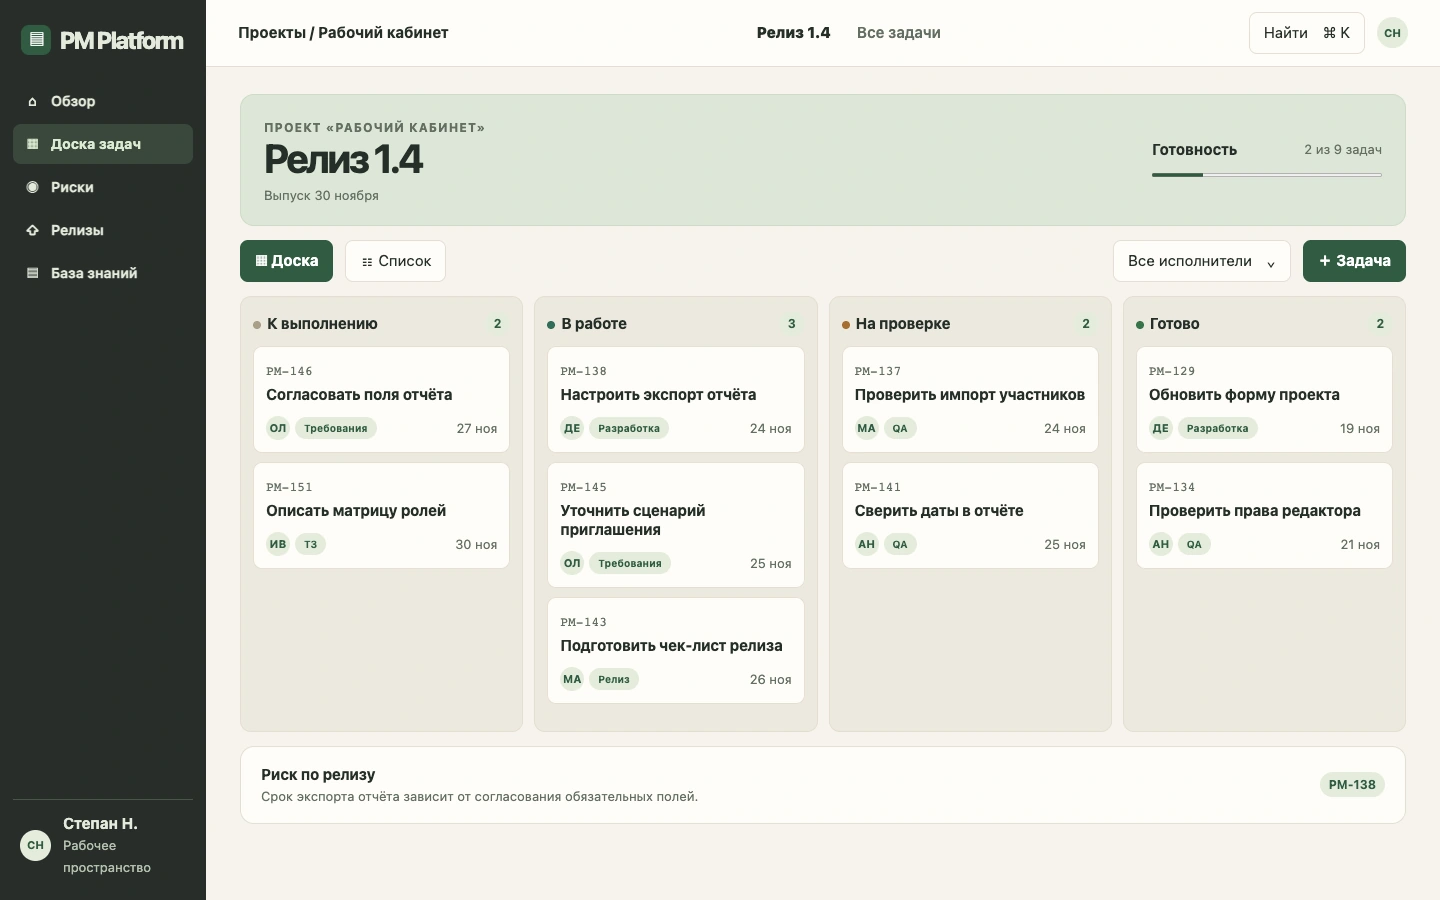 PM Platform
Обзор
Доска задач
Риски
Релизы
База знаний
СН
Степан Н.
Рабочее
пространство
Проекты / Рабочий кабинет
Релиз 1.4
Все задачи
Найти ⌘ K
СН
ПРОЕКТ «РАБОЧИЙ КАБИНЕТ»
Релиз 1.4
Выпуск 30 ноября
Готовность
2 из 9 задач
Доска
Список
Все исполнители
+ Задача
К выполнению 2
PM-146
Согласовать поля отчёта
ОЛ Требования 27 ноя
PM-151
Описать матрицу ролей
ИВ ТЗ 30 ноя
В работе 3
PM-138
Настроить экспорт отчёта
ДЕ Разработка 24 ноя
PM-145
Уточнить сценарий
приглашения
ОЛ Требования 25 ноя
PM-143
Подготовить чек-лист релиза
МА Релиз 26 ноя
На проверке 2
PM-137
Проверить импорт участников
МА QA 24 ноя
PM-141
Сверить даты в отчёте
АН QA 25 ноя
Готово 2
PM-129
Обновить форму проекта
ДЕ Разработка 19 ноя
PM-134
Проверить права редактора
АН QA 21 ноя
Риск по релизу
Срок экспорта отчёта зависит от согласования обязательных полей.
PM-138